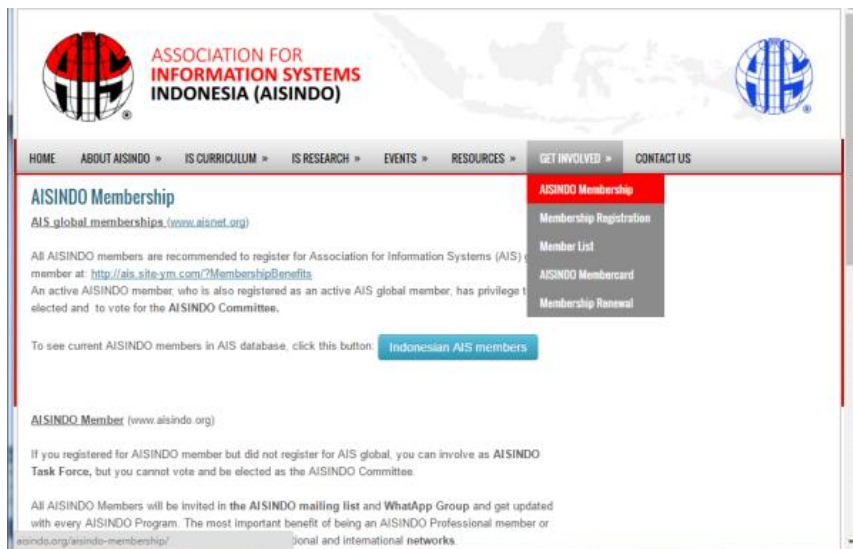 ASSOCIATION FOR
INFORMATION SYSTEMS
INDONESIA (AISINDO)
HOME ABOUT AISINDO » IS CURRICULUM » IS RESEARCH » EVENTS » RESOURCES » GET INVOLVED » CONTACT US
AISINDO Membership
Membership Registration
Member List
AISINDO Membercard
Membership Renewal
AISINDO Membership
AIS global memberships (www.aisnet.org)
All AISINDO members are recommended to register for Association for Information Systems (AIS)
member at: http://ais.site-ym.com/?MembershipBenefits
An active AISINDO member, who is also registered as an active AIS global member, has privilege
elected and to vote for the AISINDO Committee.
To see current AISINDO members in AIS database, click this button: Indonesian AIS members
AISINDO Member (www.aisindo.org)
If you registered for AISINDO member but did not register for AIS global, you can involve as AISINDO
Task Force, but you cannot vote and be elected as the AISINDO Committee.
All AISINDO Members will be invited in the AISINDO mailing list and WhatApp Group and get updated
with every AISINDO Program. The most important benefit of being an AISINDO Professional member or
and international networks.
aisindo.org/aisindo-membership/